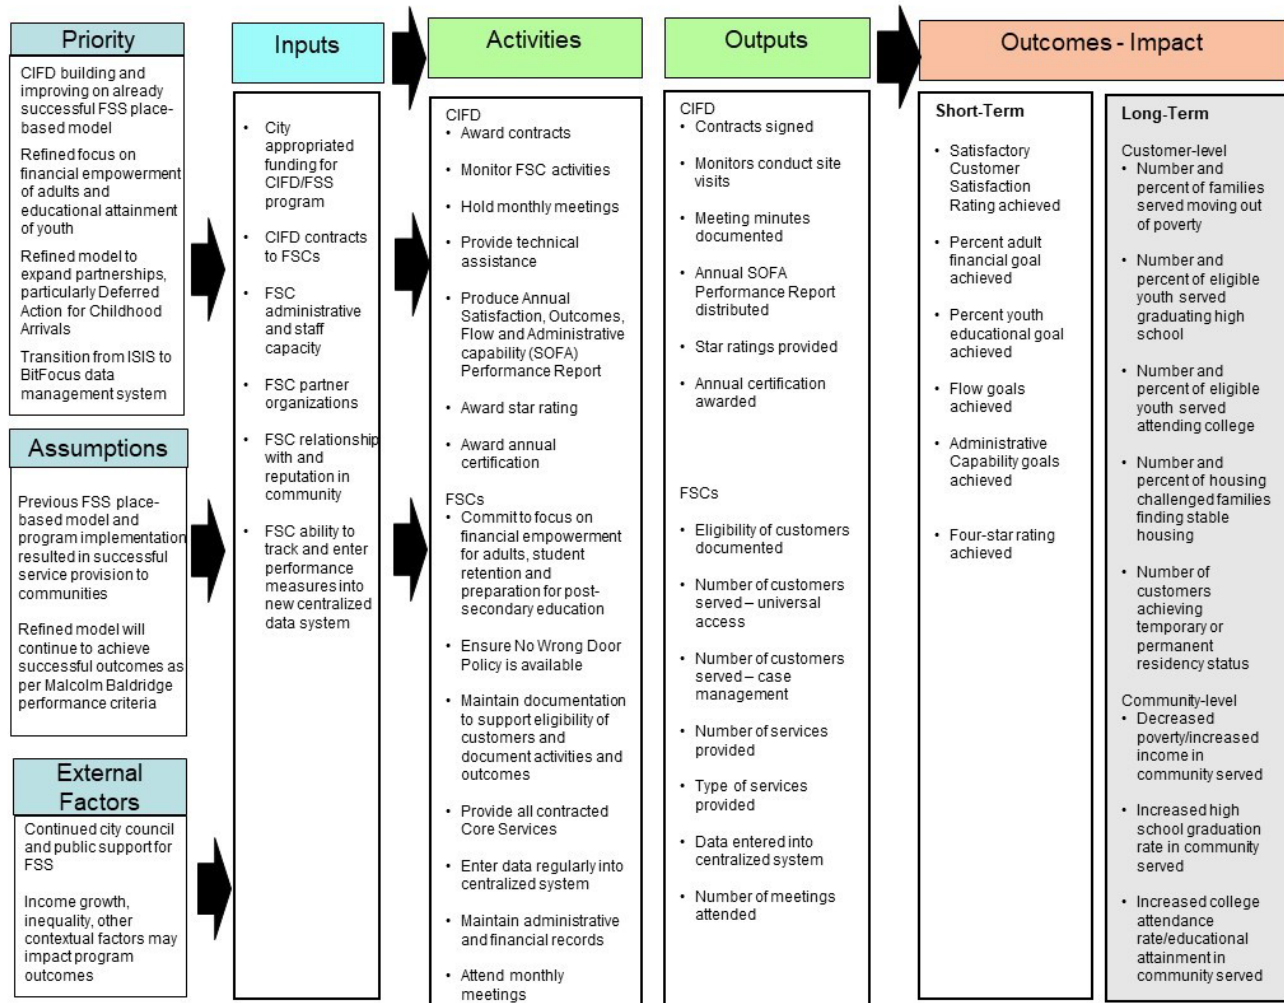 Priority
CIFD building and
improving on already
successful FSS place-
based model
Refined focus on
financial empowerment
of adults and
educational attainment
of youth
Refined model to
expand partnerships,
particularly Deferred
Action for Childhood
Arrivals
Transition from ISIS to
BitFocus data
management system
Assumptions
Previous FSS place-
based model and
program implementation
resulted in successful
service provision to
communities
Refined model will
continue to achieve
successful outcomes as
per Malcolm Baldridge
performance criteria
External
Factors
Continued city council
and public support for
FSS
Income growth,
inequality, other
contextual factors may
impact program
outcomes
Inputs
• City
appropriated
funding for
CIFD/FSS
program
• CIFD contracts
to FSCs
• FSC
administrative
and staff
capacity
• FSC partner
organizations
• FSC relationship
with and
reputation in
community
• FSC ability to
track and enter
performance
measures into
new centralized
data system
Activities
CIFD
• Award contracts
• Monitor FSC activities
• Hold monthly meetings
• Provide technical
assistance
• Produce Annual
Satisfaction, Outcomes,
Flow and Administrative
capability (SOFA)
Performance Report
• Award star rating
• Award annual
certification
FSCs
• Commit to focus on
financial empowerment
for adults, student
retention and
preparation for post-
secondary education
• Ensure No Wrong Door
Policy is available
• Maintain documentation
to support eligibility of
customers and
document activities and
outcomes
• Provide all contracted
Core Services
• Enter data regularly into
centralized system
• Maintain administrative
and financial records
• Attend monthly
meetings
Outputs
CIFD
• Contracts signed
• Monitors conduct site
visits
• Meeting minutes
documented
• Annual SOFA
Performance Report
distributed
• Star ratings provided
• Annual certification
awarded
FSCs
• Eligibility of customers
documented
• Number of customers
served – universal
access
• Number of customers
served – case
management
• Number of services
provided
• Type of services
provided
• Data entered into
centralized system
• Number of meetings
attended
Outcomes - Impact
Short-Term
• Satisfactory
Customer
Satisfaction
Rating achieved
• Percent adult
financial goal
achieved
• Percent youth
educational goal
achieved
• Flow goals
achieved
• Administrative
Capability goals
achieved
• Four-star rating
achieved
Long-Term
Customer-level
• Number and
percent of families
served moving out
of poverty
• Number and
percent of eligible
youth served
graduating high
school
• Number and
percent of eligible
youth served
attending college
• Number and
percent of housing
challenged families
finding stable
housing
• Number of
customers
achieving
temporary or
permanent
residency status
Community-level
• Decreased
poverty/increased
income in
community served
• Increased high
school graduation
rate in community
served
• Increased college
attendance
rate/educational
attainment in
community served